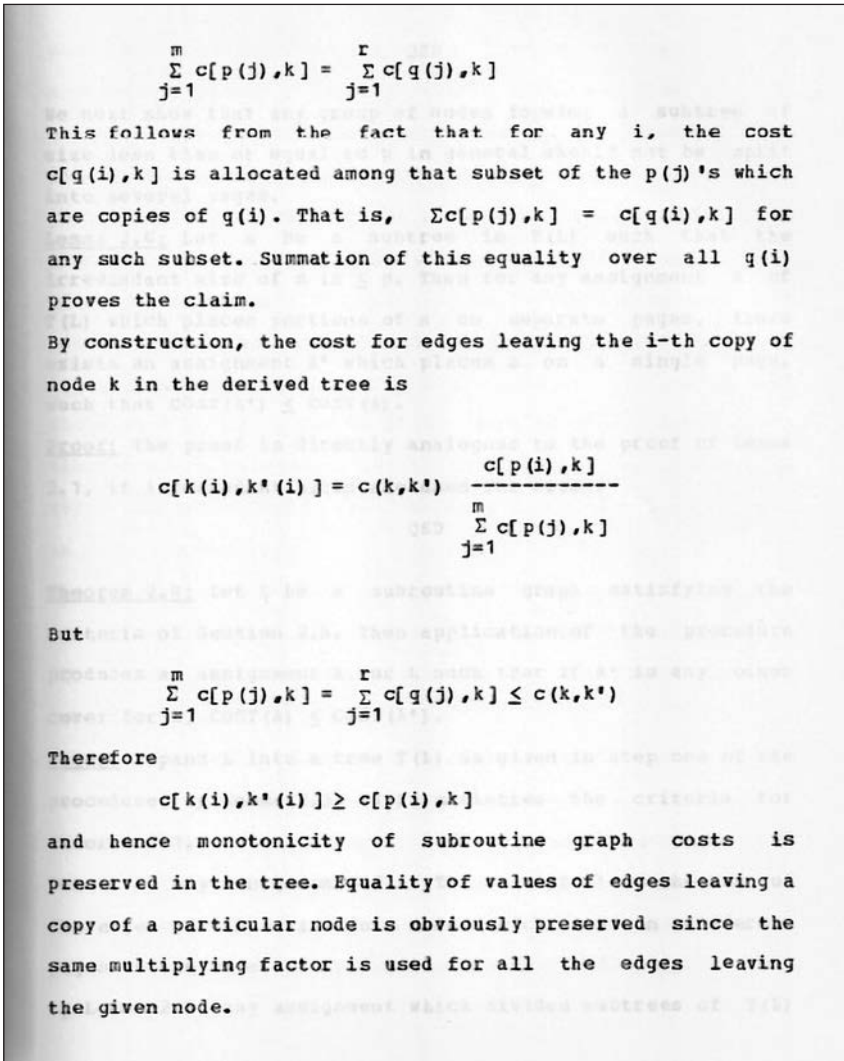 m r
Σ c[p(j),k] = Σ c[q(j),k]
j=1 j=1
This follows from the fact that for any i, the cost
c[q(i),k] is allocated among that subset of the p(j)'s which
are copies of q(i). That is, Σc[p(j),k] = c[q(i),k] for
any such subset. Summation of this equality over all q(i)
proves the claim.
By construction, the cost for edges leaving the i-th copy of
node k in the derived tree is
c[p(i),k]
c[k(i),k'(i)] = c(k,k') ----------
m
Σ c[p(j),k]
j=1
But
m r
Σ c[p(j),k] = Σ c[q(j),k] ≤ c(k,k')
j=1 j=1
Therefore
c[k(i),k'(i)] ≥ c[p(i),k]
and hence monotonicity of subroutine graph costs is
preserved in the tree. Equality of values of edges leaving a
copy of a particular node is obviously preserved since the
same multiplying factor is used for all the edges leaving
the given node.